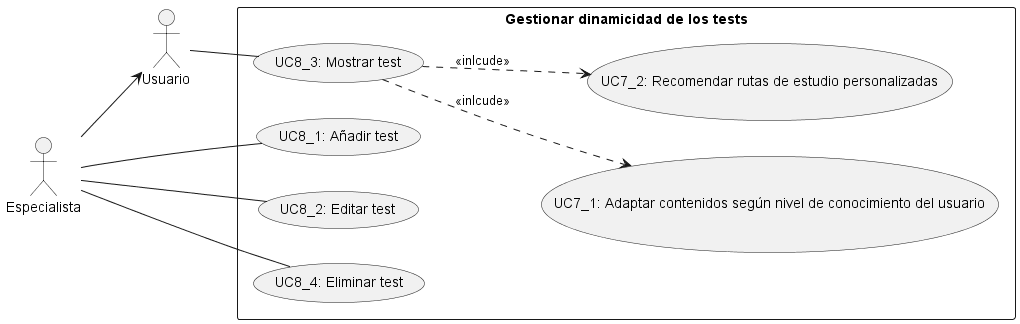 Gestionar dinamicidad de los tests
Usuario
Especialista
UC8_3: Mostrar test
«inlcude»
UC7_2: Recomendar rutas de estudio personalizadas
«inlcude»
UC8_1: Añadir test
UC8_2: Editar test
UC7_1: Adaptar contenidos según nivel de conocimiento del usuario
UC8_4: Eliminar test